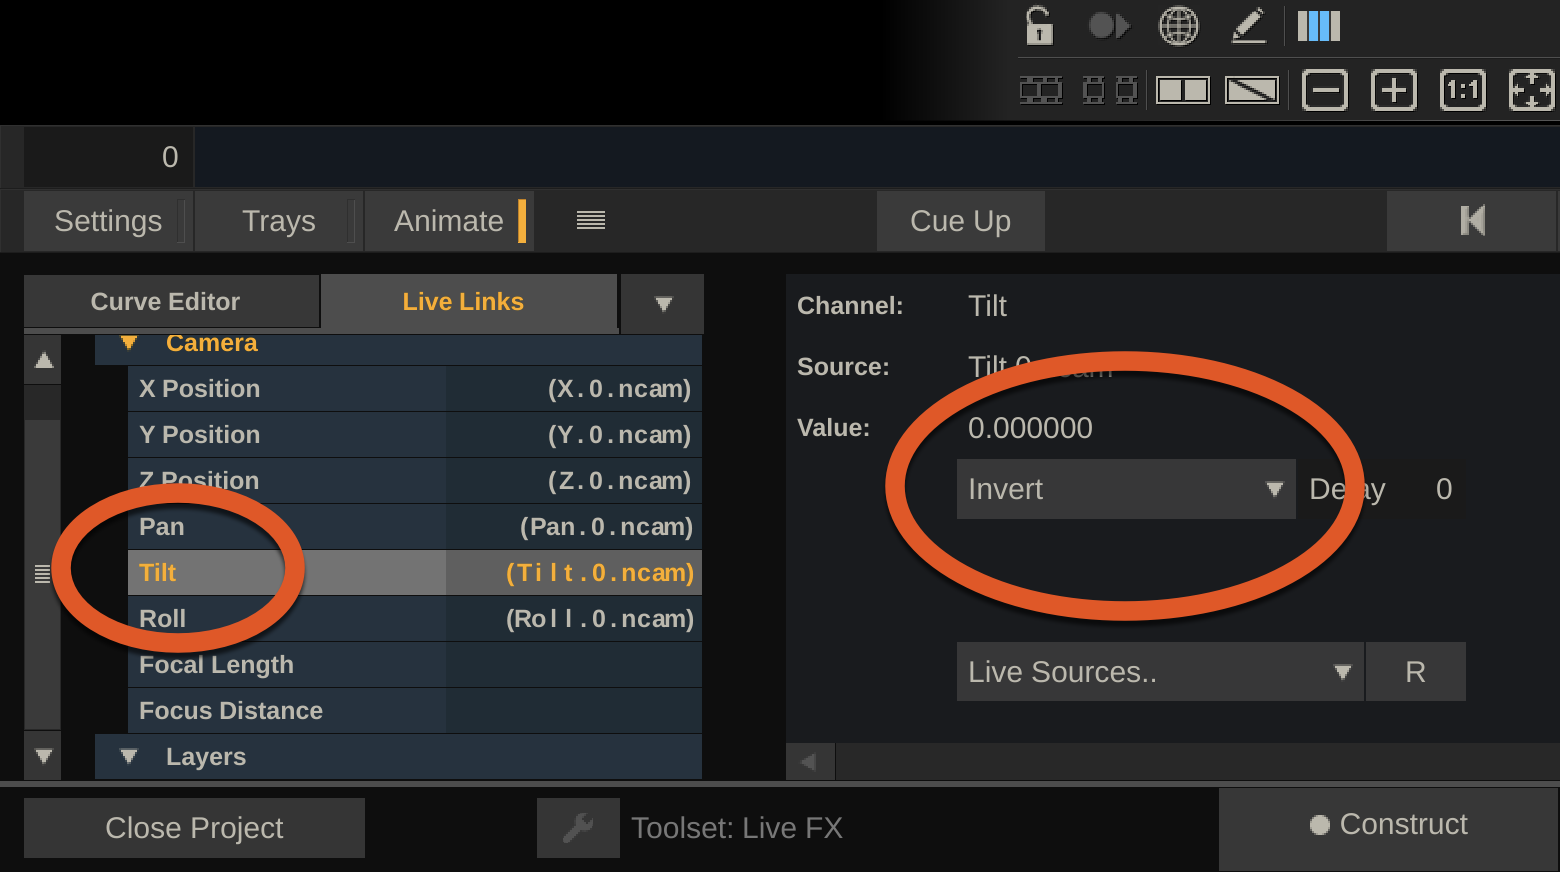 1:1
0
Settings
Trays
Animate
Cue Up
Curve Editor
Live Links
Camera
X Position (X.0.ncam)
Y Position (Y.0.ncam)
Z Position (Z.0.ncam)
Pan (Pan.0.ncam)
Tilt (Tilt.0.ncam)
Roll (Roll.0.ncam)
Focal Length
Focus Distance
Layers
Channel: Tilt
Source: Tilt.0.ncam
Value: 0.000000
Invert
Delay 0
Live Sources..
R
Close Project
Toolset: Live FX
Construct